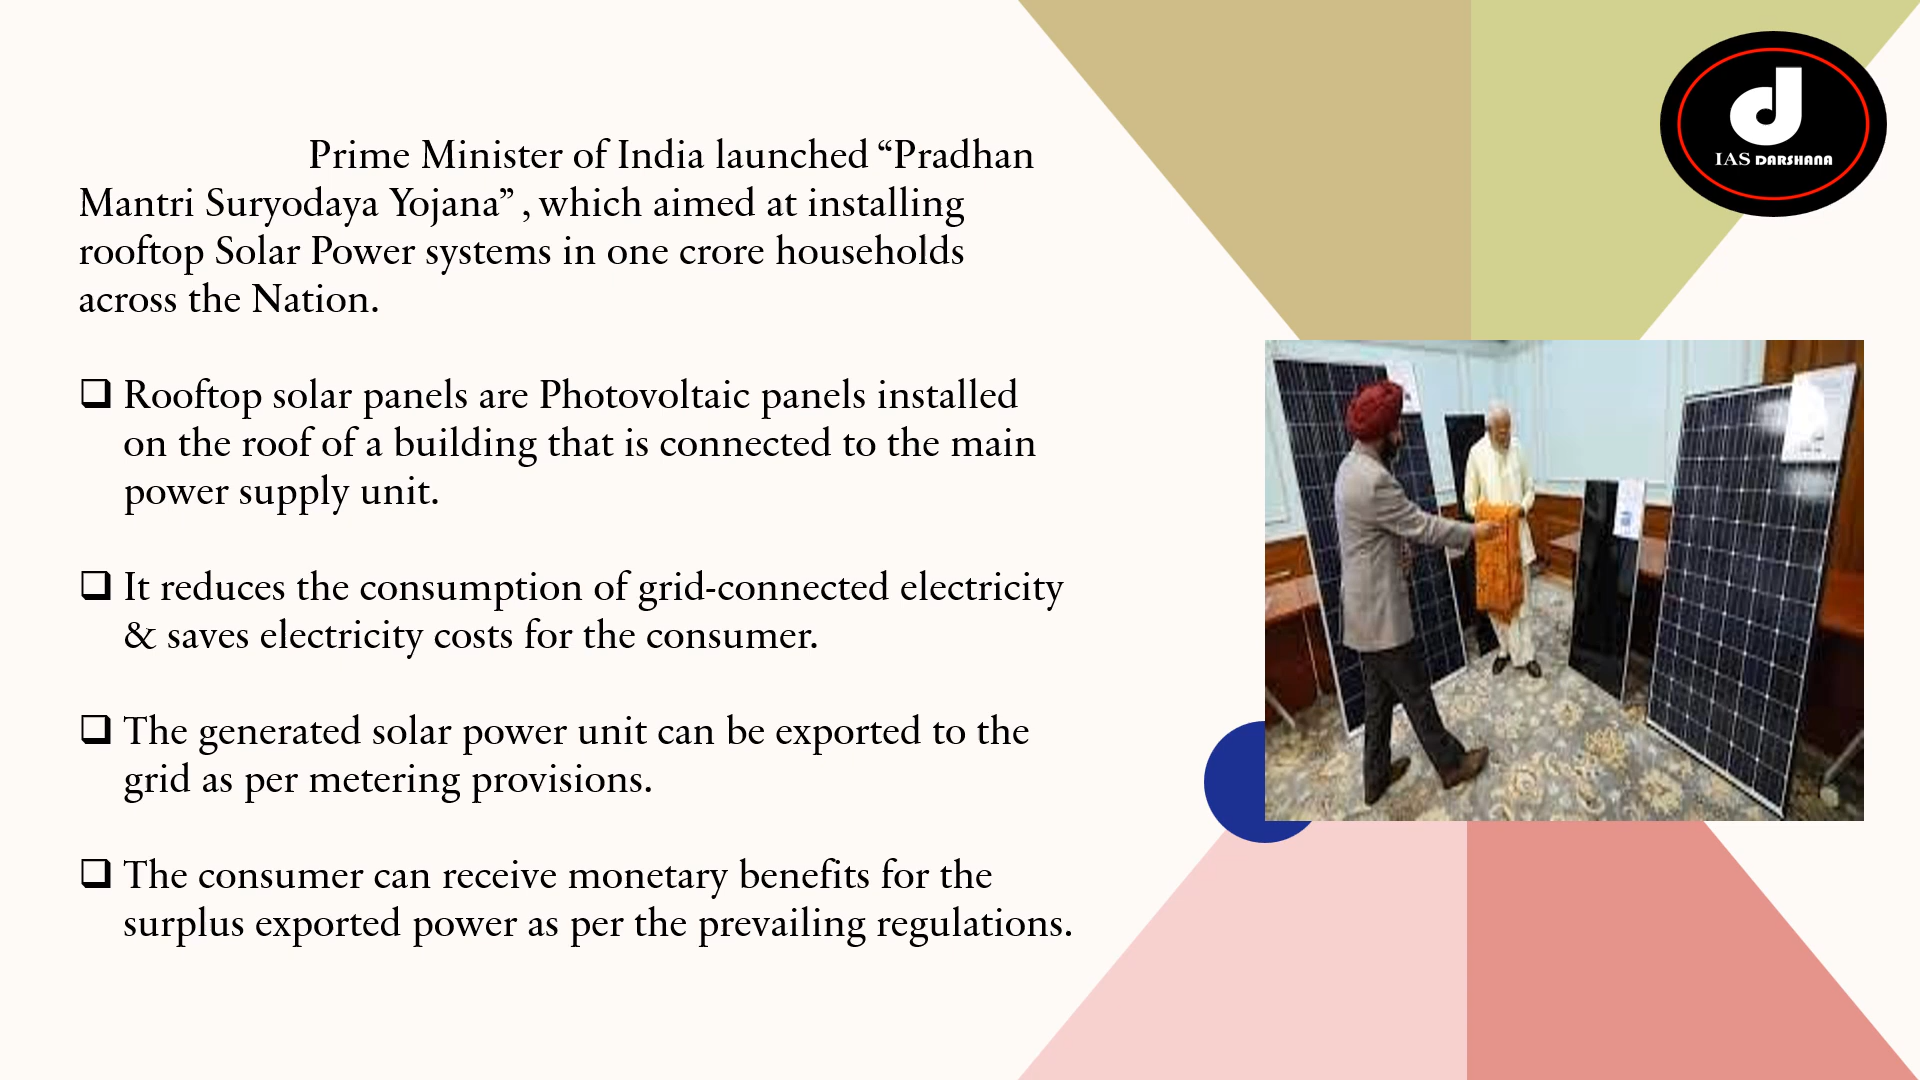 IAS DARSHANA
Prime Minister of India launched “Pradhan
Mantri Suryodaya Yojana” , which aimed at installing
rooftop Solar Power systems in one crore households
across the Nation.
❑ Rooftop solar panels are Photovoltaic panels installed
on the roof of a building that is connected to the main
power supply unit.
❑ It reduces the consumption of grid-connected electricity
& saves electricity costs for the consumer.
❑ The generated solar power unit can be exported to the
grid as per metering provisions.
❑ The consumer can receive monetary benefits for the
surplus exported power as per the prevailing regulations.